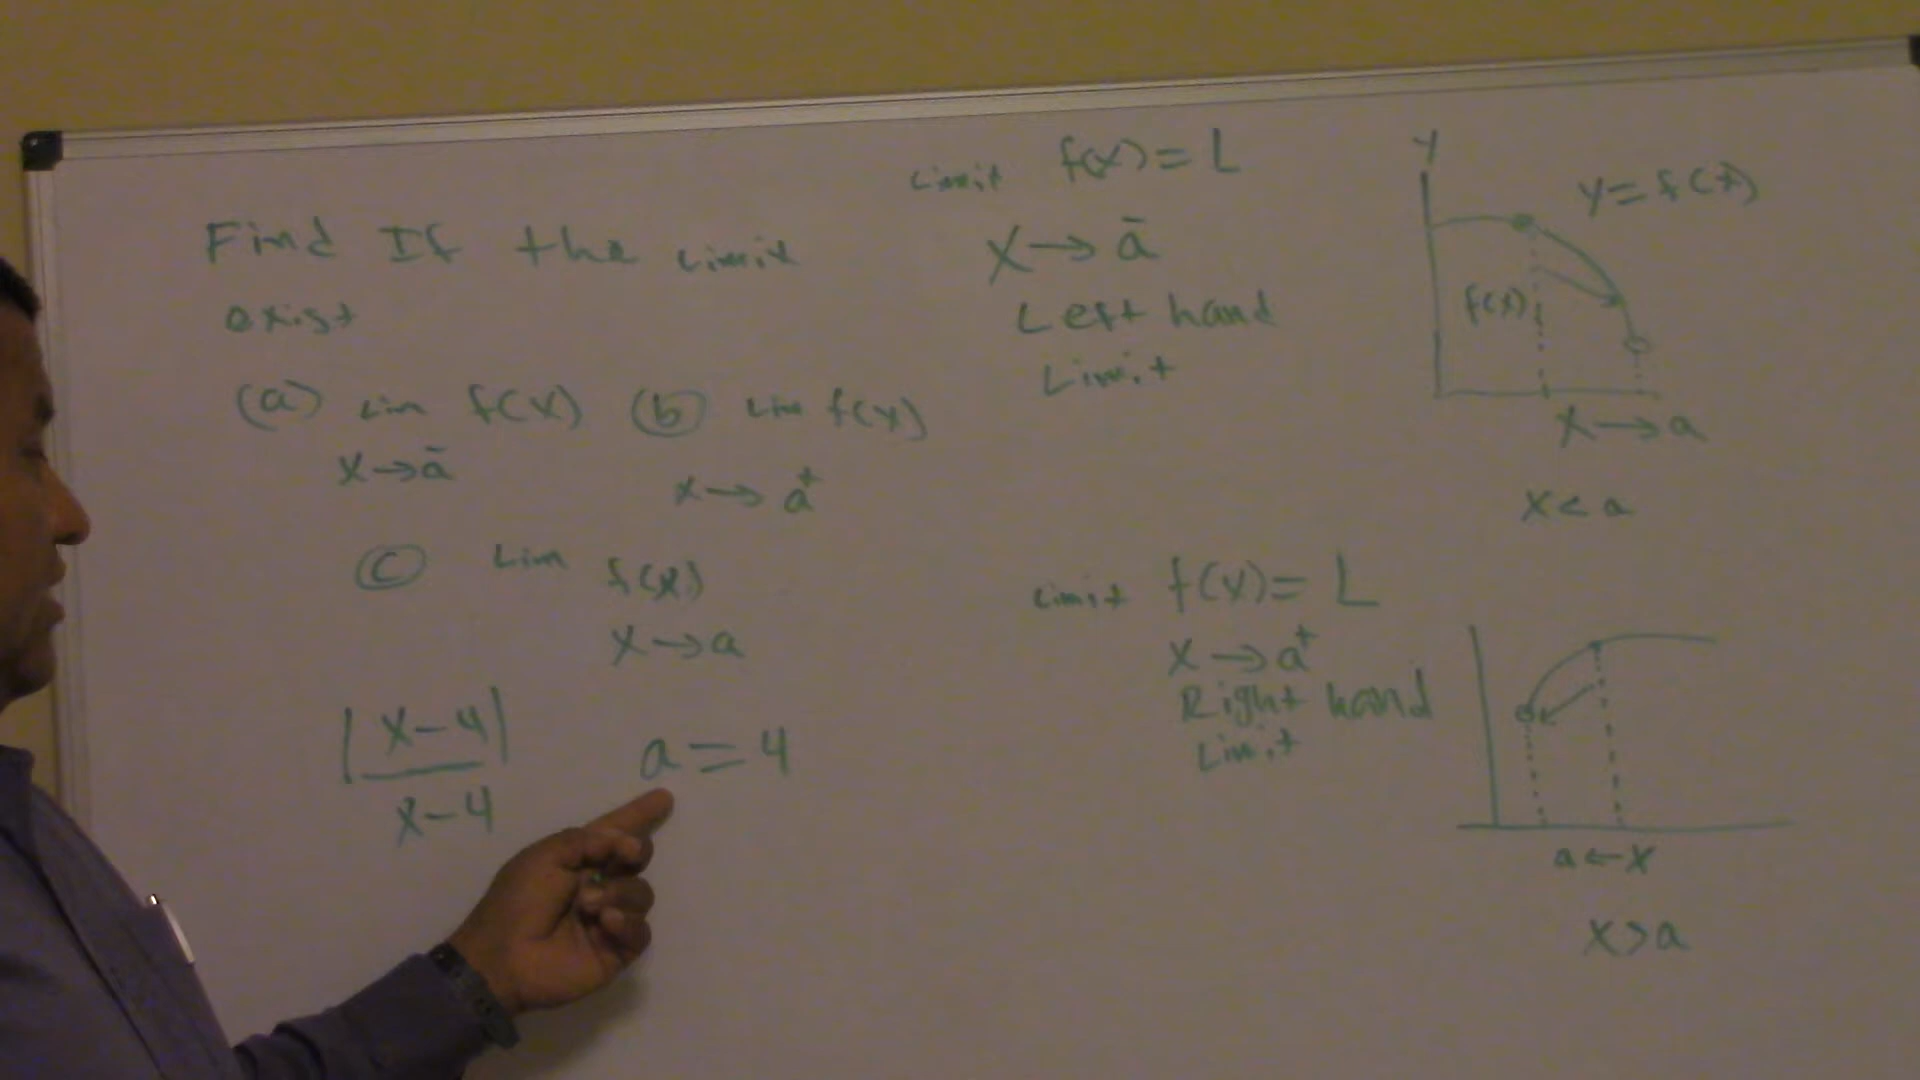 Find If the Limit
exist
(a) Lim f(x) (b) Lim f(x)
x→a⁻ x→a⁺
(c) Lim f(x)
x→a
|x-4|
x-4
a=4
Limit f(x)=L
x→a⁻
Left hand
Limit
Y
y=f(x)
f(x)
x→a
x<a
Limit f(x)=L
x→a⁺
Right hand
Limit
a←x
x>a